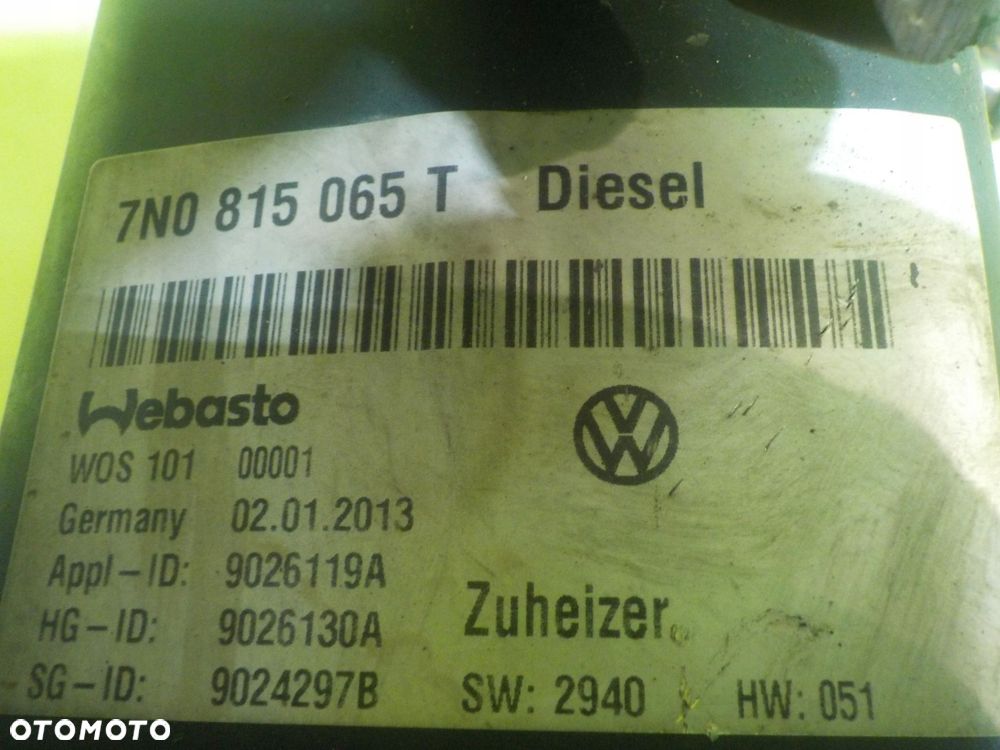 7N0 815 065 T Diesel
Webasto
WOS 101 00001
Germany 02.01.2013
Appl-ID: 9026119A
HG-ID: 9026130A Zuheizer
SG-ID: 9024297B SW: 2940 HW: 051
OTOMOTO